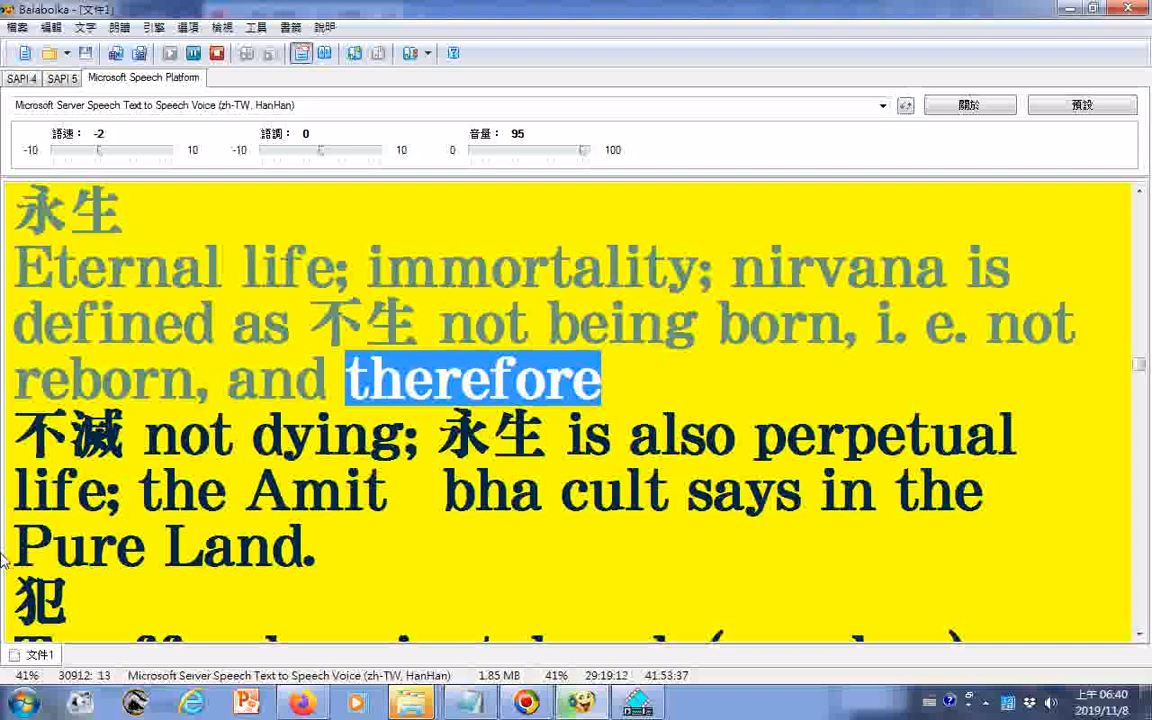 Balabolka - [文件1]
檔案 編輯 文字 朗讀 引擎 選項 檢視 工具 書籤 說明
SAPI 4 SAPI 5 Microsoft Speech Platform
Microsoft Server Speech Text to Speech Voice (zh-TW, HanHan) 關於 預設
語速： -2 語調： 0 音量： 95
-10 10 -10 10 0 100
永生
Eternal life; immortality; nirvana is
defined as 不生 not being born, i. e. not
reborn, and therefore
不滅 not dying; 永生 is also perpetual
life; the Amit bha cult says in the
Pure Land.
犯
文件1
41% 30912: 13 Microsoft Server Speech Text to Speech Voice (zh-TW, HanHan) 1.85 MB 41% 29:19:12 41:53:37
上午 06:40
2019/11/8